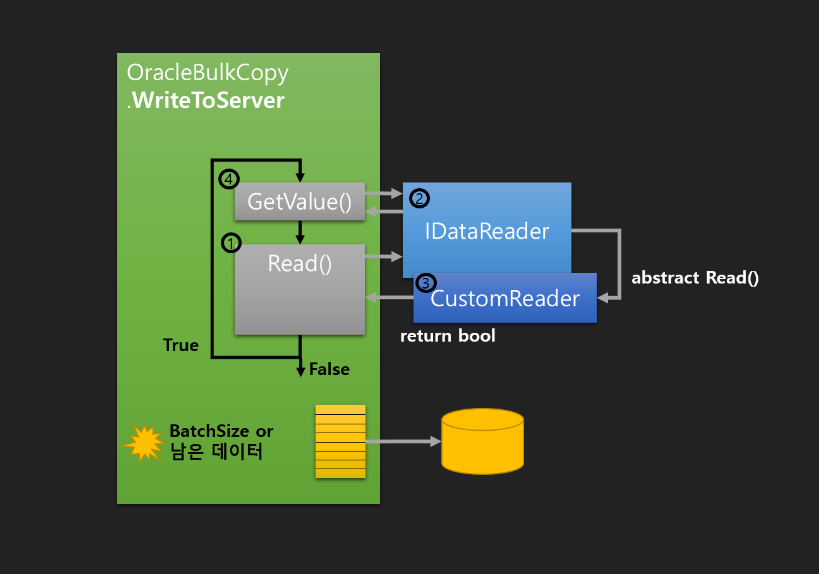 OracleBulkCopy
.WriteToServer
④
GetValue()
②
IDataReader
①
Read()
③
CustomReader
abstract Read()
return bool
True
False
BatchSize or
남은 데이터